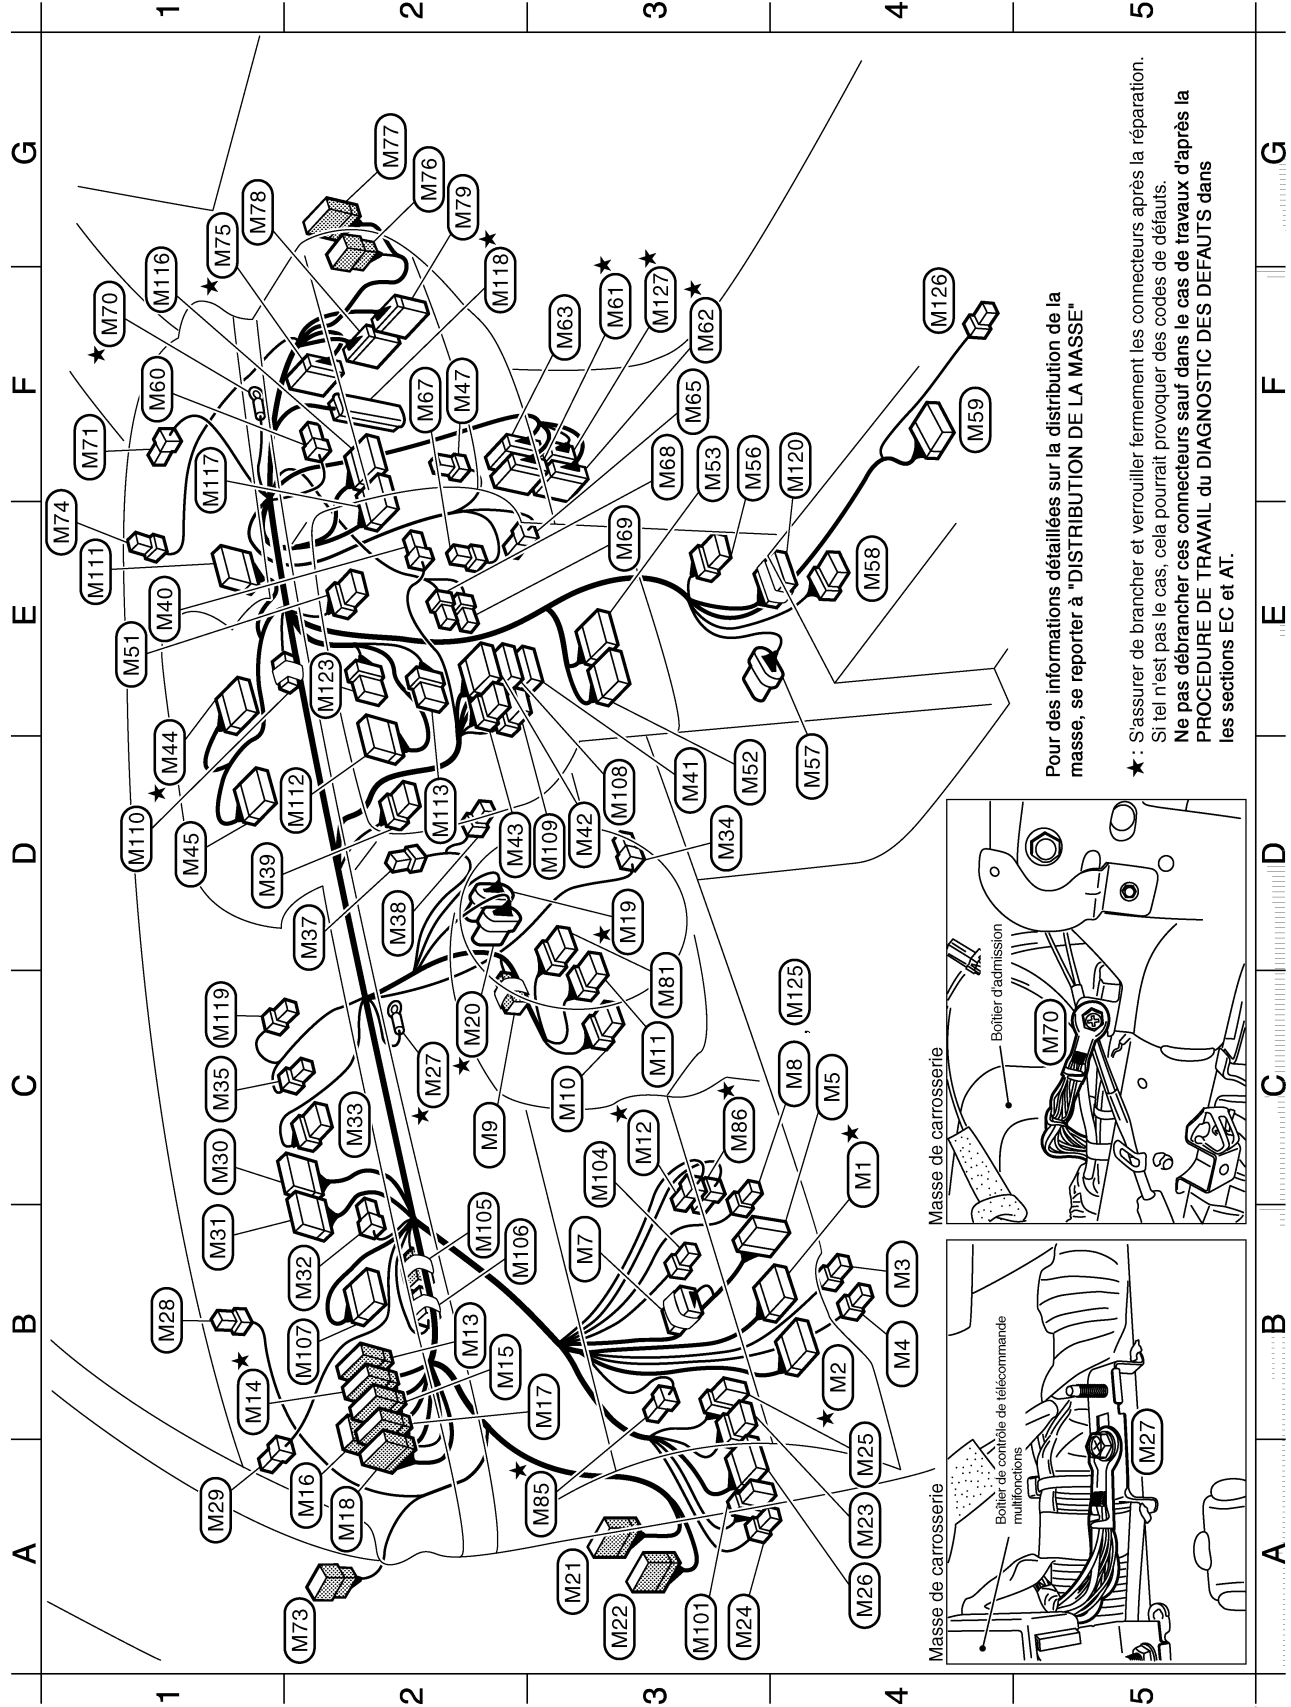 1
2
3
4
5
G
F
E
D
C
B
A
M77
M76
M79
★ M118
M78
★ M75
M116
★ M70
M60
M71
M117
M74
M111
M40
M51
M67
M47
M63
★ M61
★ M127
★ M62
M65
M68
M53
M56
M120
M69
M126
M59
M58
M57
M123
★ M44
M110
M45
M112
M39
M113
M37
M38
M43
M109
M42
M108
M41
M52
M34
★ M19
M81
M11
M10
★ M20
M9
★ M27
M119
M35
M33
M30
M31
M32
M107
M28
★ M14
M29
M16
M18
M73
M105
M106
M13
M15
M17
★ M85
M21
M22
M101
M24
M26
M23
M25
★ M2
M4
M3
★ M1
M5
M8 , M125
★ M86
★ M12
M104
M7
Pour des informations détaillées sur la distribution de la
masse, se reporter à "DISTRIBUTION DE LA MASSE"
★ : S'assurer de brancher et verrouiller fermement les connecteurs après la réparation.
Si tel n'est pas le cas, cela pourrait provoquer des codes de défauts.
Ne pas débrancher ces connecteurs sauf dans le cas de travaux d'après la
PROCEDURE DE TRAVAIL du DIAGNOSTIC DES DEFAUTS dans
les sections EC et AT.
Masse de carrosserie
Boîtier de contrôle de télécommande
multifonctions
M27
Masse de carrosserie
Boîtier d'admission
M70
A
B
C
D
E
F
G
1
2
3
4
5